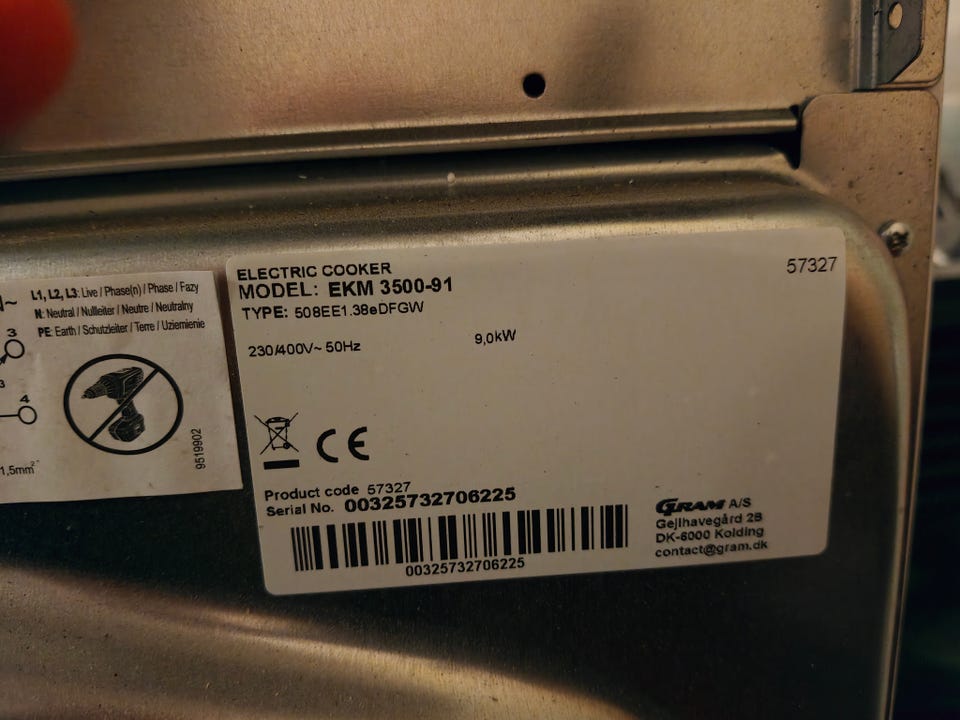 L1, L2, L3: Live / Phase(n) / Phase / Fazy
N: Neutral / Nullleiter / Neutre / Neutralny
PE: Earth / Schutzleiter / Terre / Uziemienie
3
3
4
1,5mm²
9519902
ELECTRIC COOKER
57327
MODEL: EKM 3500-91
TYPE: 508EE1.38eDFGW
230/400V~ 50Hz 9,0kW
CE
Product code 57327
Serial No. 00325732706225
00325732706225
GRAM A/S
Gejlhavegård 2B
DK-6000 Kolding
contact@gram.dk